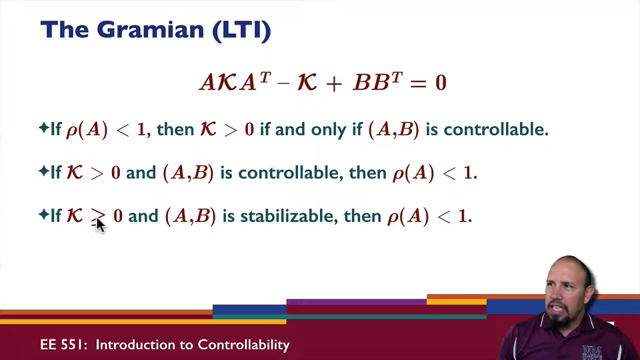 The Gramian (LTI)
A𝒦Aᵀ – 𝒦 + BBᵀ = 0
✦If ρ(A) < 1, then 𝒦 > 0 if and only if (A,B) is controllable.
✦If 𝒦 > 0 and (A,B) is controllable, then ρ(A) < 1.
✦If 𝒦 ≥ 0 and (A,B) is stabilizable, then ρ(A) < 1.
EE 551: Introduction to Controllability